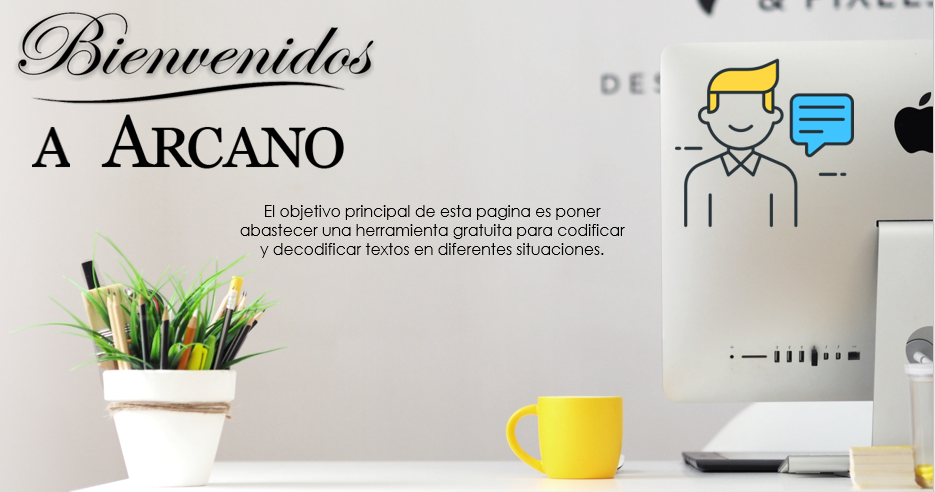 Bienvenidos
A ARCANO
El objetivo principal de esta pagina es poner
abastecer una herramienta gratuita para codificar
y decodificar textos en diferentes situaciones.